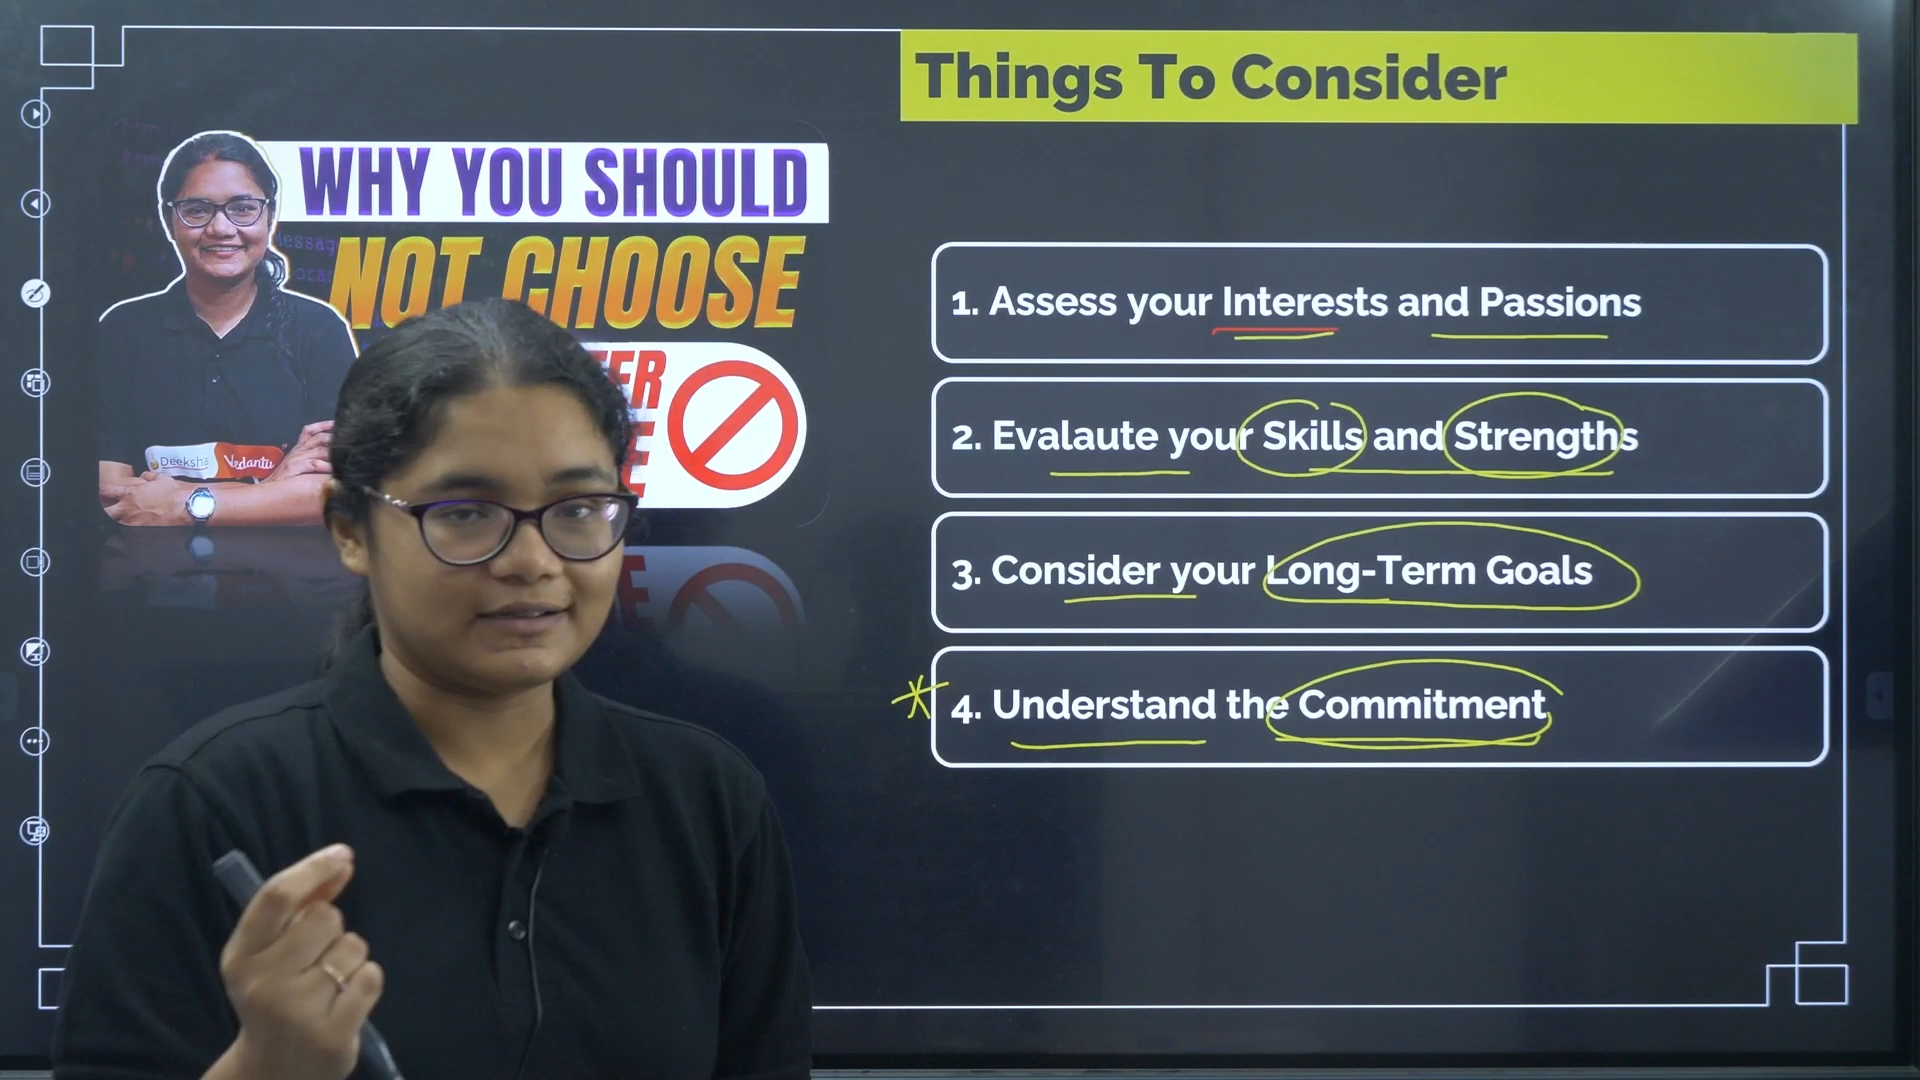 Things To Consider
WHY YOU SHOULD
NOT CHOOSE
Deeksha
Vedantu
1. Assess your Interests and Passions
2. Evalaute your Skills and Strengths
3. Consider your Long-Term Goals
4. Understand the Commitment